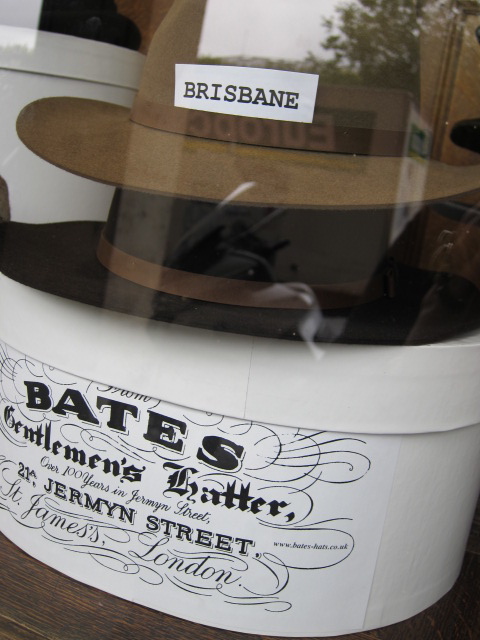 BRISBANE
From
BATES
Gentlemen's Hatter,
Over 100 Years in Jermyn Street,
21A, JERMYN STREET,
St James's, London.
www.bates-hats.co.uk